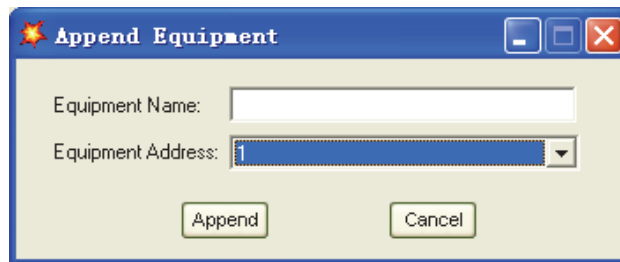 Append Equipment
Equipment Name:
Equipment Address: 1
Append Cancel